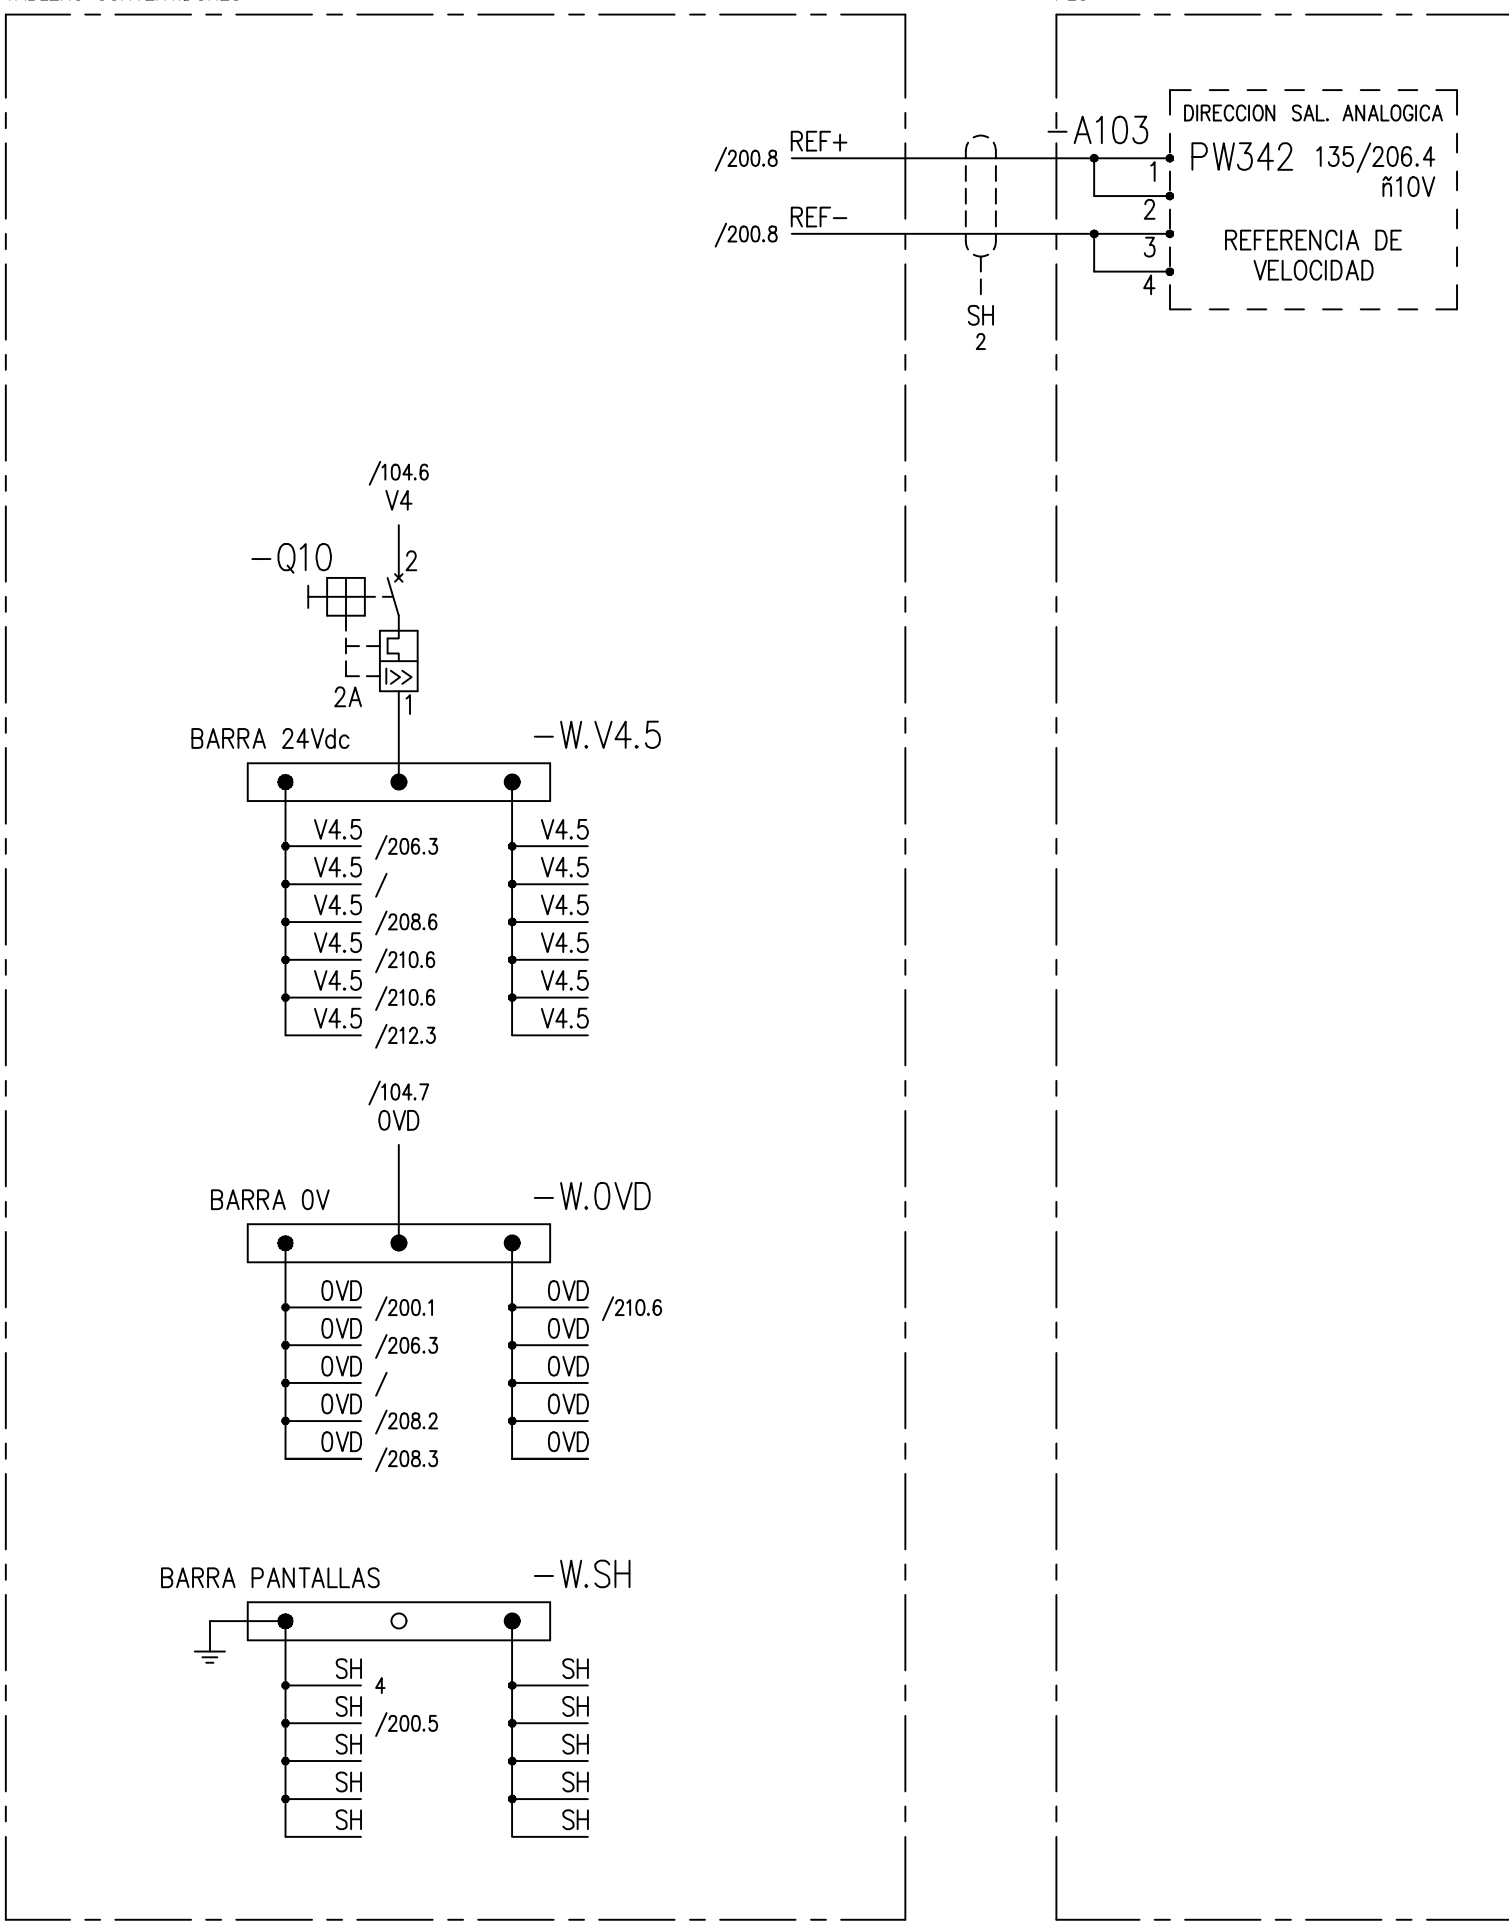 /200.8 REF+
/200.8 REF-
SH
2
-A103
1
2
3
4
DIRECCION SAL. ANALOGICA
PW342 135/206.4
ñ10V
REFERENCIA DE
VELOCIDAD
/104.6
V4
-Q10
2
2A
1
BARRA 24Vdc -W.V4.5
V4.5 /206.3 V4.5
V4.5 / V4.5
V4.5 /208.6 V4.5
V4.5 /210.6 V4.5
V4.5 /210.6 V4.5
V4.5 /212.3 V4.5
/104.7
0VD
BARRA 0V -W.0VD
0VD /200.1 0VD /210.6
0VD /206.3 0VD
0VD / 0VD
0VD /208.2 0VD
0VD /208.3 0VD
BARRA PANTALLAS -W.SH
SH 4 SH
SH /200.5 SH
SH SH
SH SH
SH SH